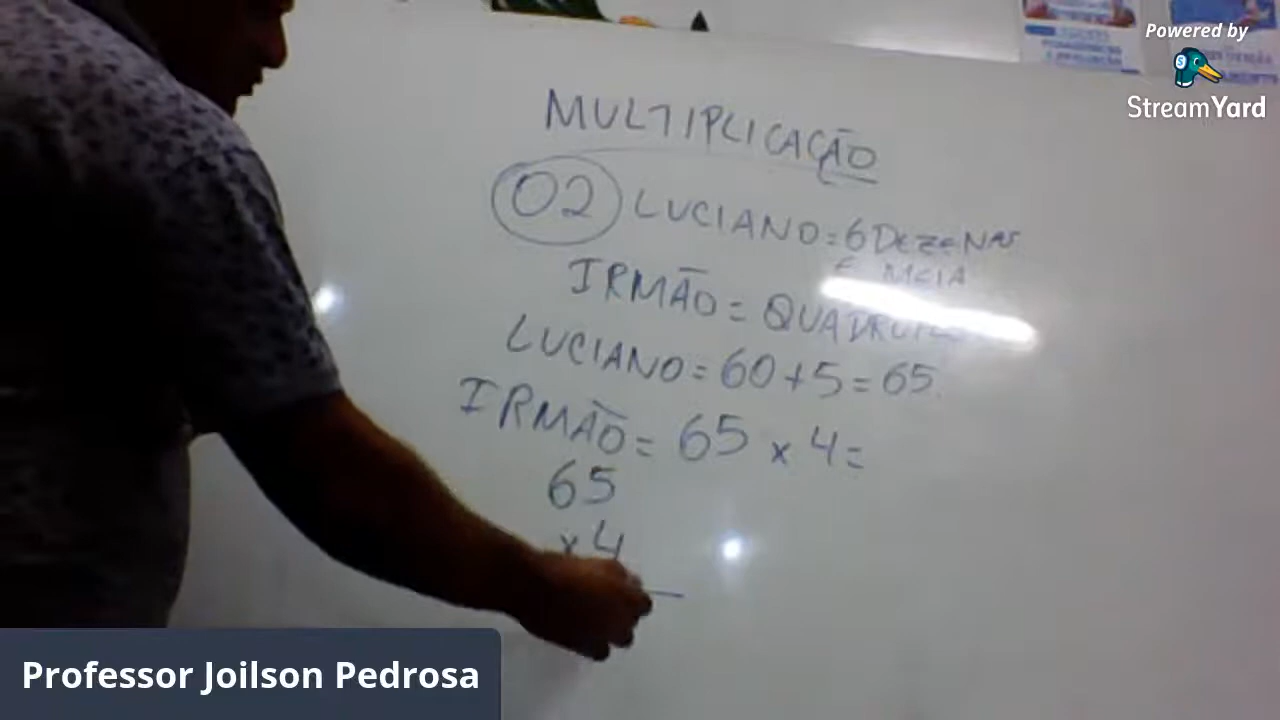 Powered by
StreamYard
MULTIPLICAÇÃO
02 LUCIANO = 6 DEZENAS
E MEIA
IRMÃO = QUADRUPLO
LUCIANO = 60 + 5 = 65.
IRMÃO = 65 x 4 =
65
x 4
Professor Joilson Pedrosa